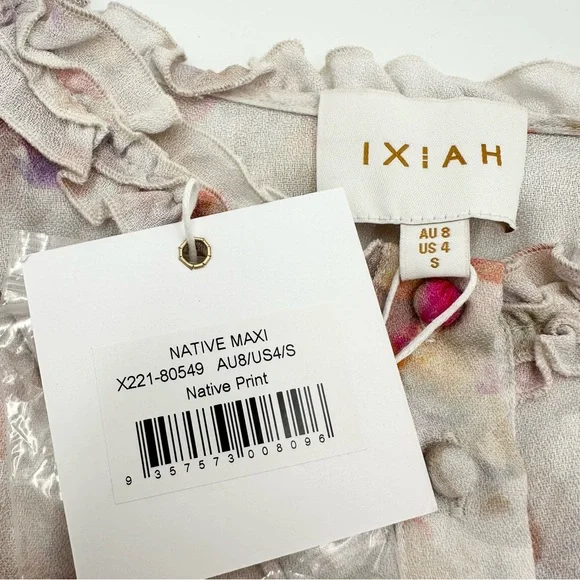 IXIAH
AU 8
US 4
S
NATIVE MAXI
X221-80549 AU8/US4/S
Native Print
9 357573 008096